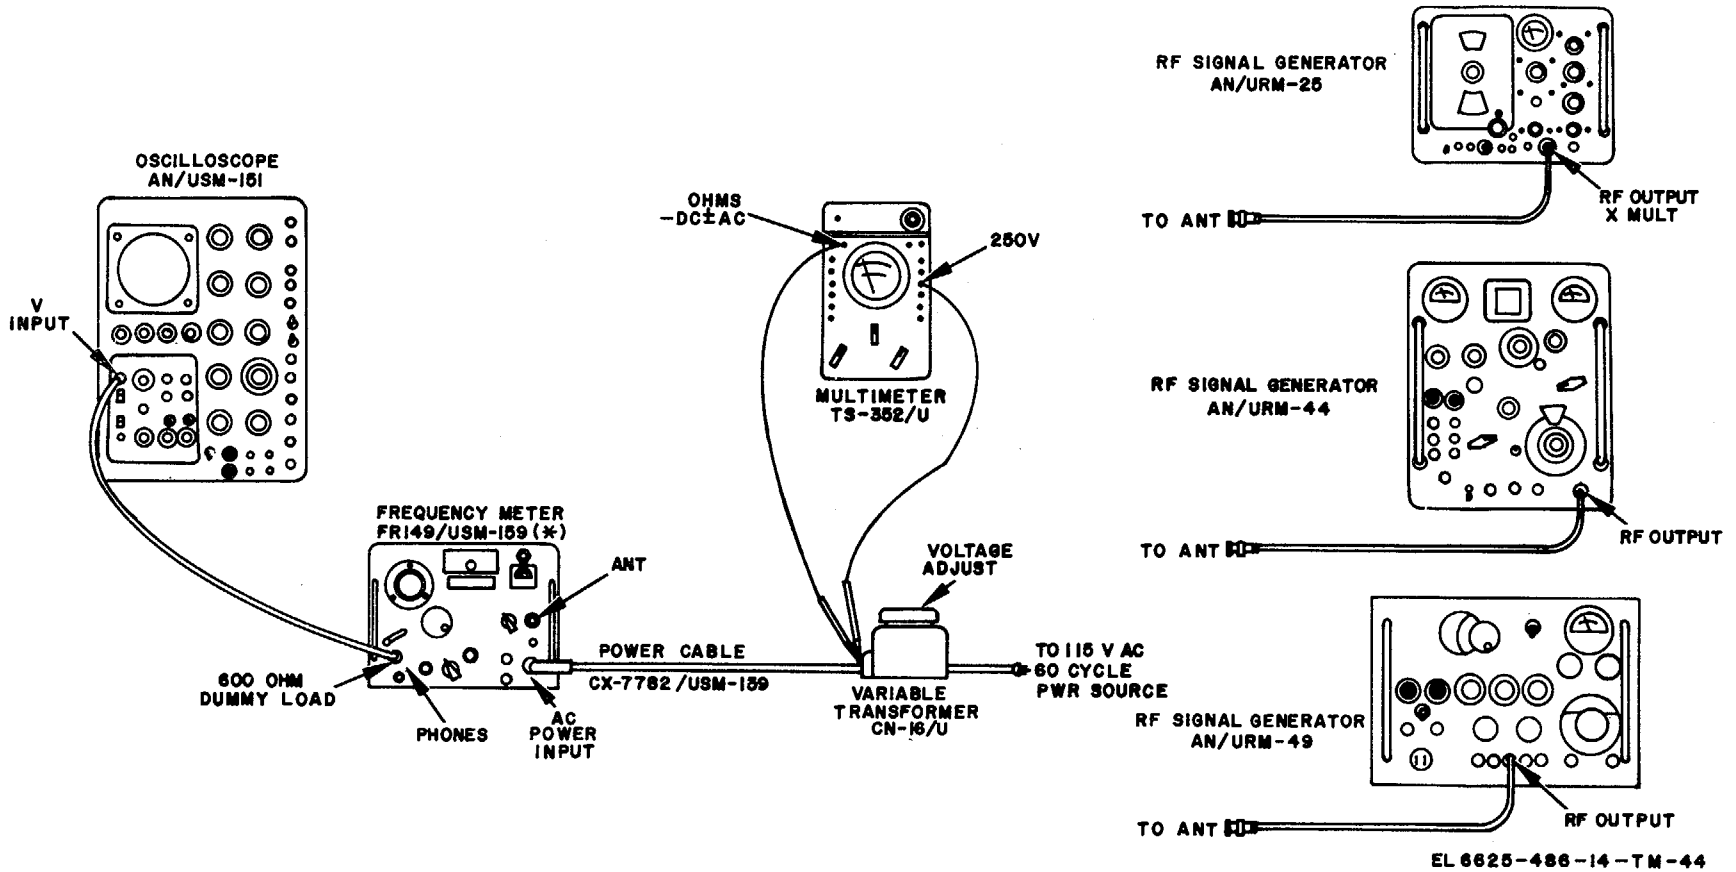 RF SIGNAL GENERATOR
AN/URM-25
RF OUTPUT
X MULT
TO ANT
OSCILLOSCOPE
AN/USM-151
V
INPUT
OHMS
-DC±AC
250V
MULTIMETER
TS-352/U
RF SIGNAL GENERATOR
AN/URM-44
RF OUTPUT
TO ANT
FREQUENCY METER
FR149/USM-159(*)
ANT
VOLTAGE
ADJUST
600 OHM
DUMMY LOAD
PHONES
AC
POWER
INPUT
POWER CABLE
CX-7782/USM-159
VARIABLE
TRANSFORMER
CN-16/U
TO 115 V AC
60 CYCLE
PWR SOURCE
RF SIGNAL GENERATOR
AN/URM-49
RF OUTPUT
TO ANT
EL6625-486-14-TM-44